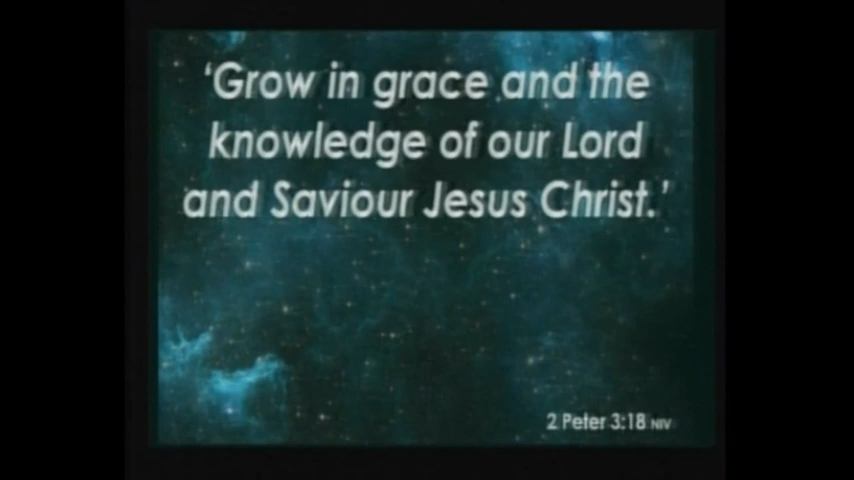 ‘Grow in grace and the
knowledge of our Lord
and Saviour Jesus Christ.’
2 Peter 3:18 NIV